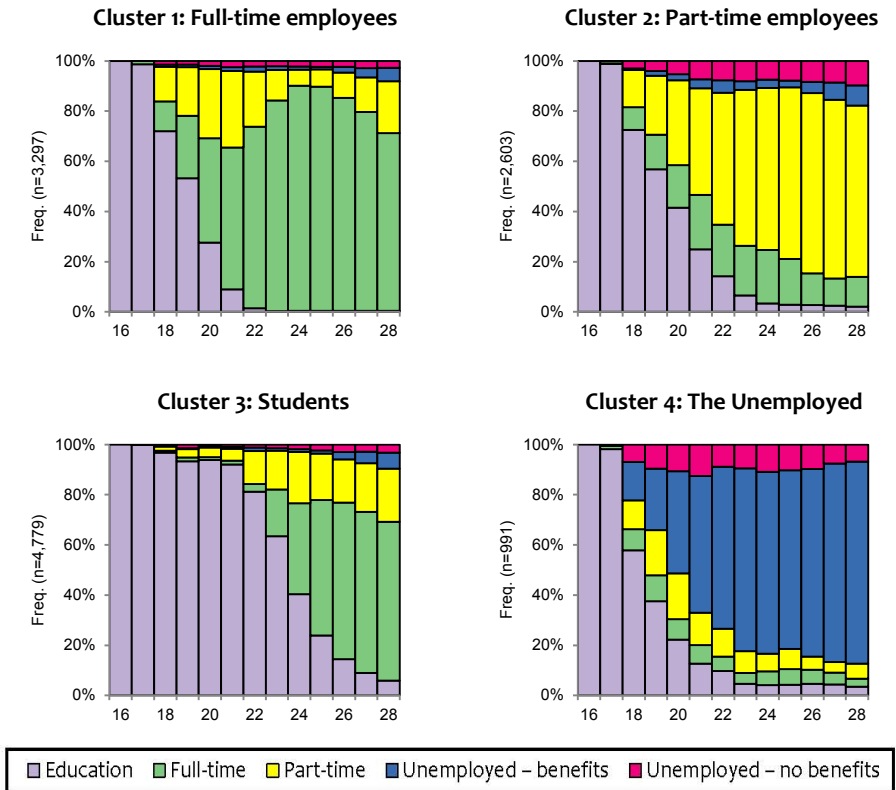 Cluster 1: Full-time employees
Freq. (n=3,297)
100%
80%
60%
40%
20%
0%
16 18 20 22 24 26 28
Cluster 2: Part-time employees
Freq. (n=2,603)
100%
80%
60%
40%
20%
0%
16 18 20 22 24 26 28
Cluster 3: Students
Freq. (n=4,779)
100%
80%
60%
40%
20%
0%
16 18 20 22 24 26 28
Cluster 4: The Unemployed
Freq. (n=991)
100%
80%
60%
40%
20%
0%
16 18 20 22 24 26 28
Education Full-time Part-time Unemployed – benefits Unemployed – no benefits